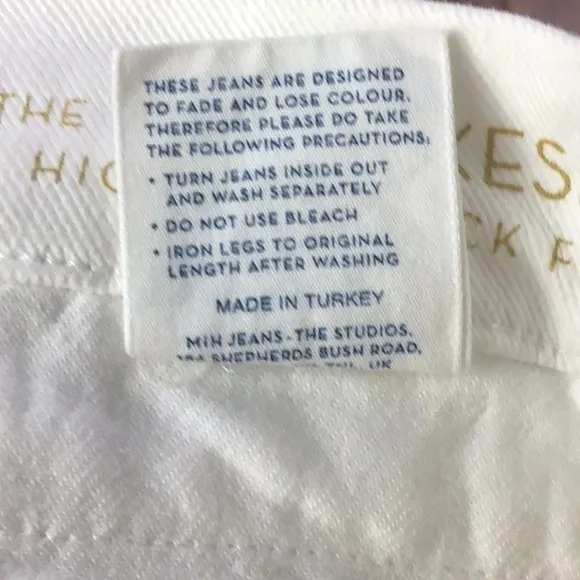 THESE JEANS ARE DESIGNED
TO FADE AND LOSE COLOUR.
THEREFORE PLEASE DO TAKE
THE FOLLOWING PRECAUTIONS:
• TURN JEANS INSIDE OUT
AND WASH SEPARATELY
• DO NOT USE BLEACH
• IRON LEGS TO ORIGINAL
LENGTH AFTER WASHING
MADE IN TURKEY
MIH JEANS - THE STUDIOS.
SHEPHERDS BUSH ROAD,
UK
THE